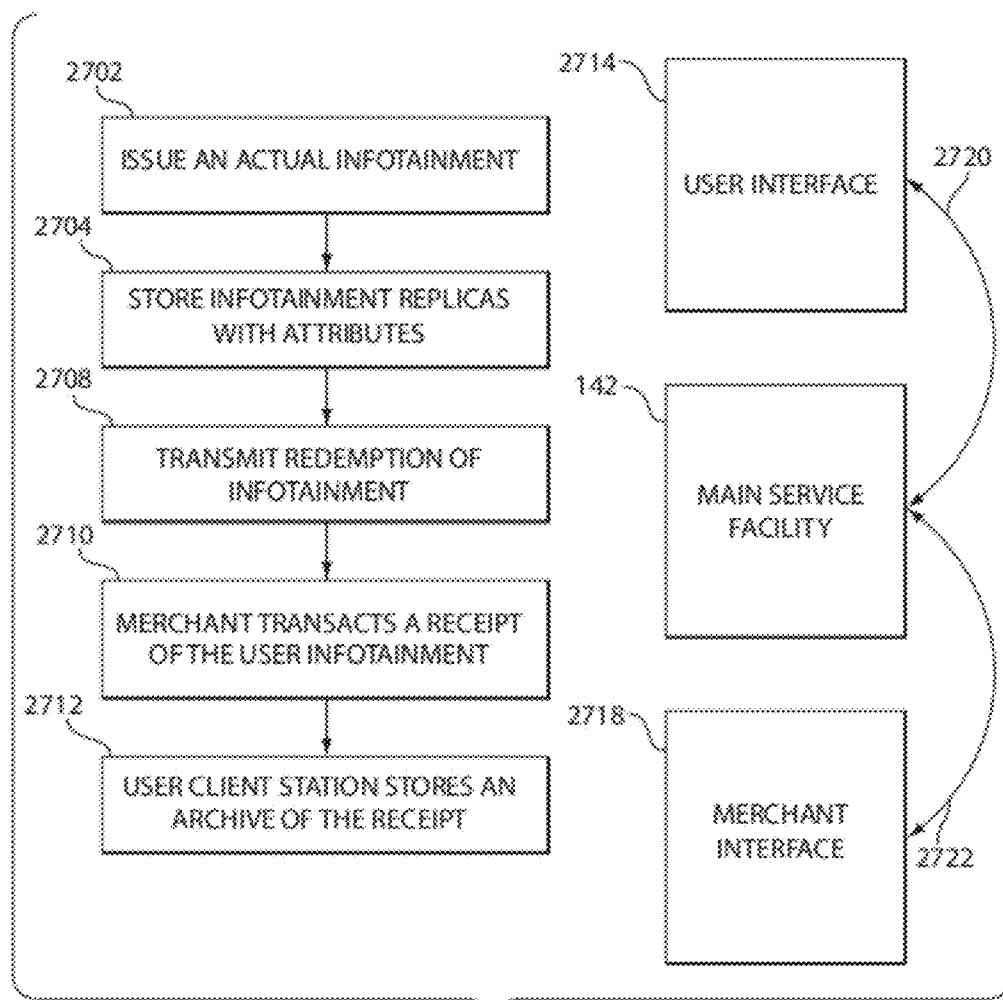 2702
ISSUE AN ACTUAL INFOTAINMENT
2704
STORE INFOTAINMENT REPLICAS
WITH ATTRIBUTES
2708
TRANSMIT REDEMPTION OF
INFOTAINMENT
2710
MERCHANT TRANSACTS A RECEIPT
OF THE USER INFOTAINMENT
2712
USER CLIENT STATION STORES AN
ARCHIVE OF THE RECEIPT
2714
USER INTERFACE
2720
142
MAIN SERVICE
FACILITY
2718
MERCHANT
INTERFACE
2722